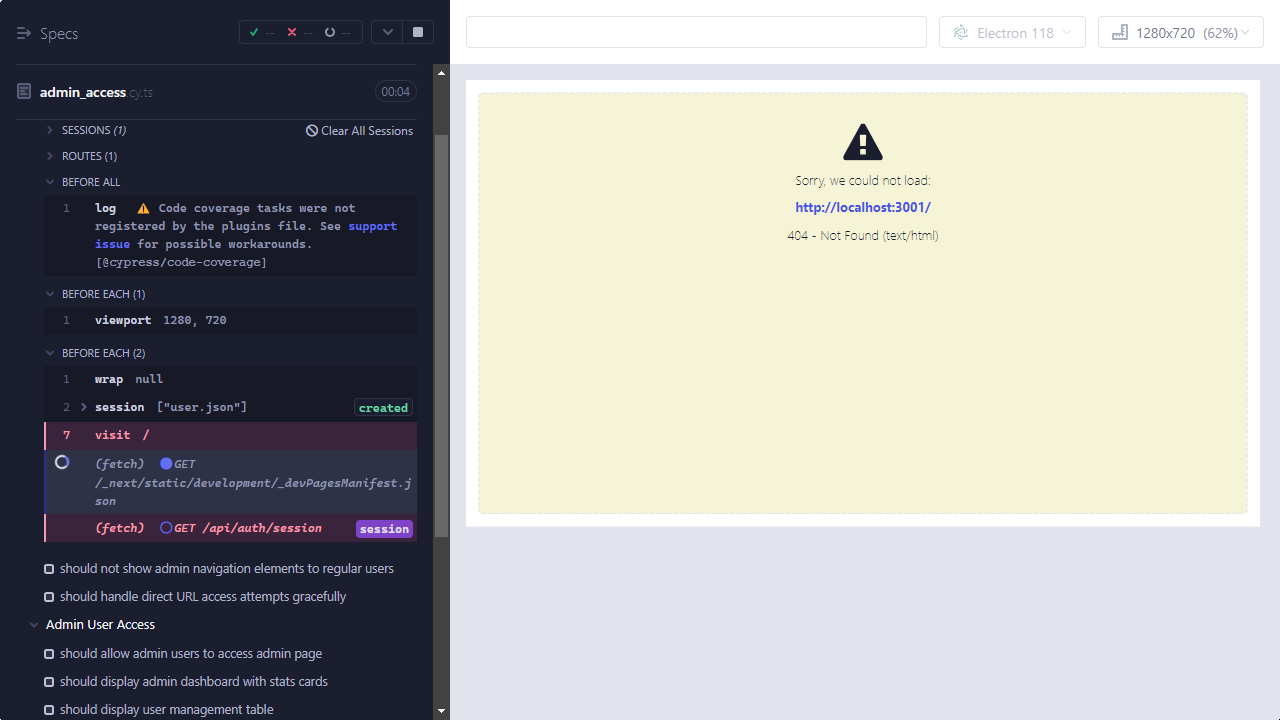 Specs
-- -- --
Electron 118
1280x720 (62%)
admin_access.cy.ts
00:04
SESSIONS (1)
Clear All Sessions
ROUTES (1)
BEFORE ALL
1 log ⚠ Code coverage tasks were not
registered by the plugins file. See support
issue for possible workarounds.
[@cypress/code-coverage]
BEFORE EACH (1)
1 viewport 1280, 720
BEFORE EACH (2)
1 wrap null
2 session ["user.json"] created
7 visit /
(fetch) GET
/_next/static/development/_devPagesManifest.j
son
(fetch) GET /api/auth/session session
should not show admin navigation elements to regular users
should handle direct URL access attempts gracefully
Admin User Access
should allow admin users to access admin page
should display admin dashboard with stats cards
should display user management table
Sorry, we could not load:
http://localhost:3001/
404 - Not Found (text/html)